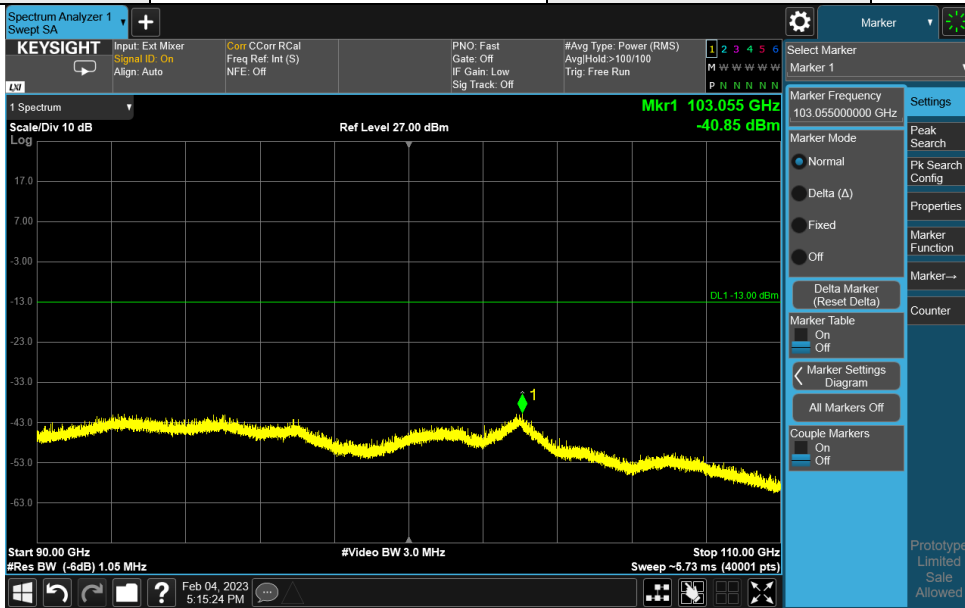 Spectrum Analyzer 1
Swept SA
Marker
KEYSIGHT
LXI
Input: Ext Mixer
Signal ID: On
Align: Auto
Corr CCorr RCal
Freq Ref: Int (S)
NFE: Off
PNO: Fast
Gate: Off
IF Gain: Low
Sig Track: Off
#Avg Type: Power (RMS)
Avg|Hold:>100/100
Trig: Free Run
1 2 3 4 5 6
M W W W W W
P N N N N N
Select Marker
Marker 1
1 Spectrum
Scale/Div 10 dB
Log
Ref Level 27.00 dBm
Mkr1 103.055 GHz
-40.85 dBm
17.0
7.00
-3.00
-13.0
-23.0
-33.0
-43.0
-53.0
-63.0
DL1 -13.00 dBm
1
Start 90.00 GHz
#Res BW (-6dB) 1.05 MHz
#Video BW 3.0 MHz
Stop 110.00 GHz
Sweep ~5.73 ms (40001 pts)
Marker Frequency
103.055000000 GHz
Marker Mode
Normal
Delta (Δ)
Fixed
Off
Delta Marker
(Reset Delta)
Marker Table
On
Off
Marker Settings
Diagram
All Markers Off
Couple Markers
On
Off
Settings
Peak
Search
Pk Search
Config
Properties
Marker
Function
Marker→
Counter
Prototype
Limited
Sale
Allowed
Feb 04, 2023
5:15:24 PM